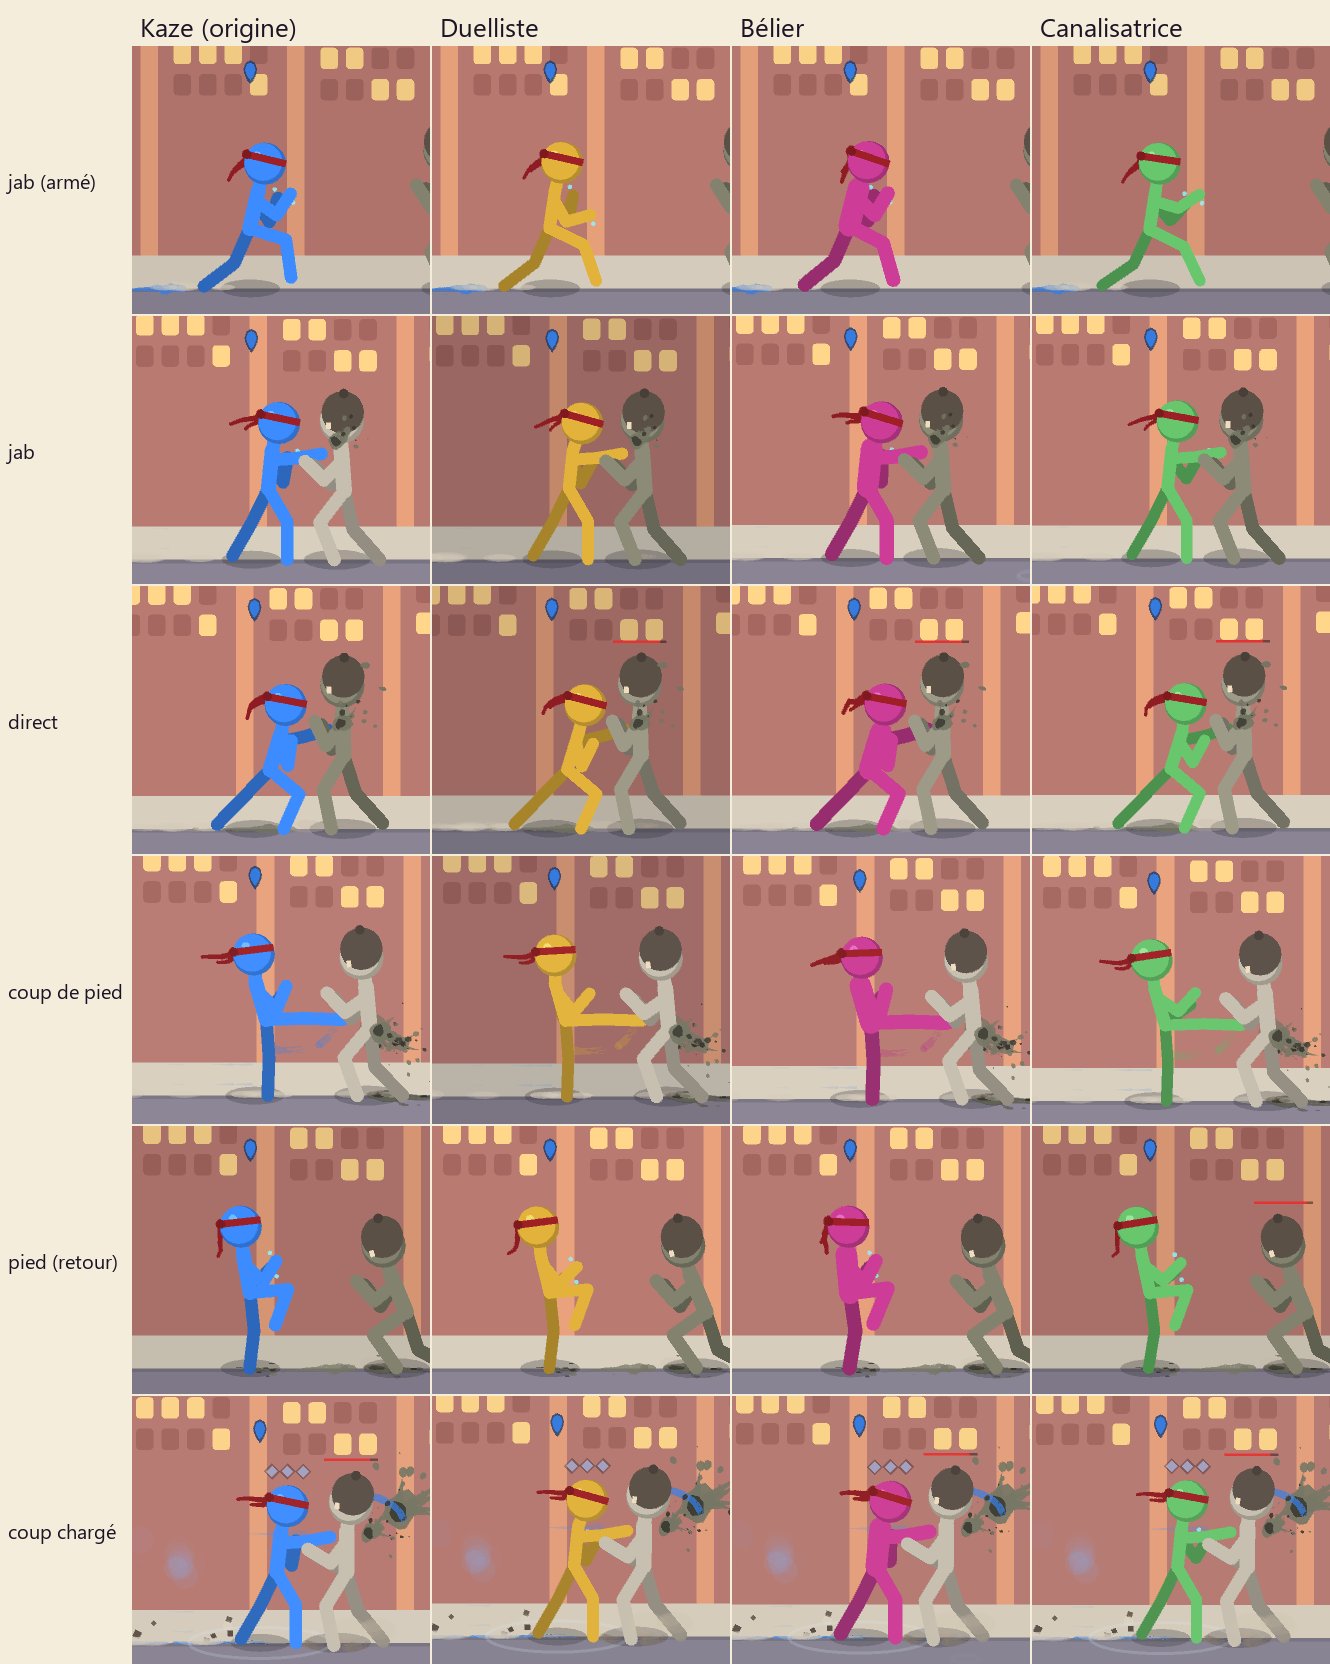 Kaze (origine)
Duelliste
Bélier
Canalisatrice
jab (armé)
jab
direct
coup de pied
pied (retour)
coup chargé